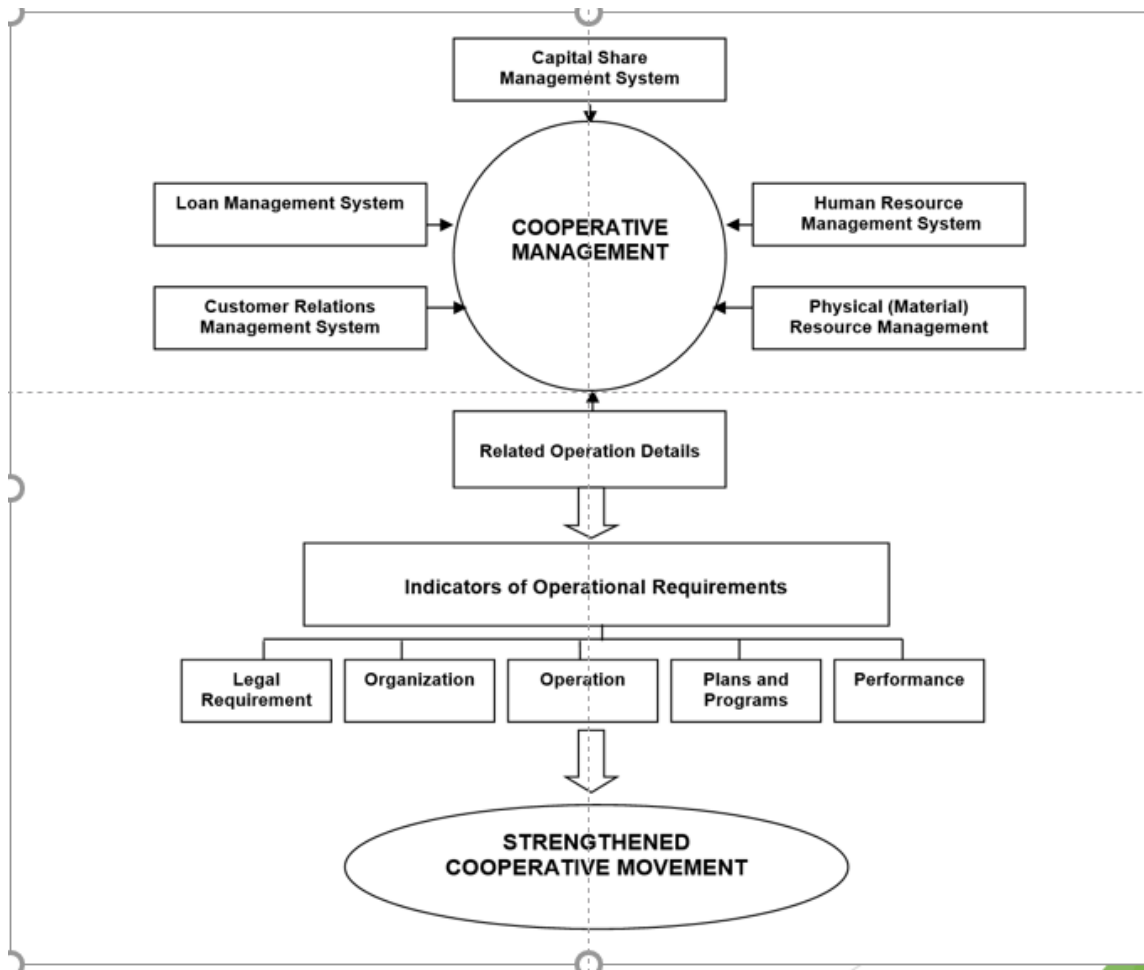 Capital Share
Management System
Loan Management System
COOPERATIVE
MANAGEMENT
Human Resource
Management System
Customer Relations
Management System
Physical (Material)
Resource Management
Related Operation Details
Indicators of Operational Requirements
Legal
Requirement
Organization
Operation
Plans and
Programs
Performance
STRENGTHENED
COOPERATIVE MOVEMENT